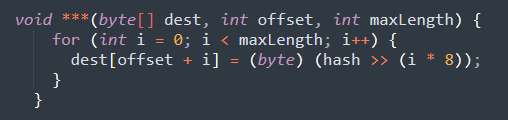 void ***(byte[] dest, int offset, int maxLength) {
for (int i = 0; i < maxLength; i++) {
dest[offset + i] = (byte) (hash >> (i * 8));
}
}